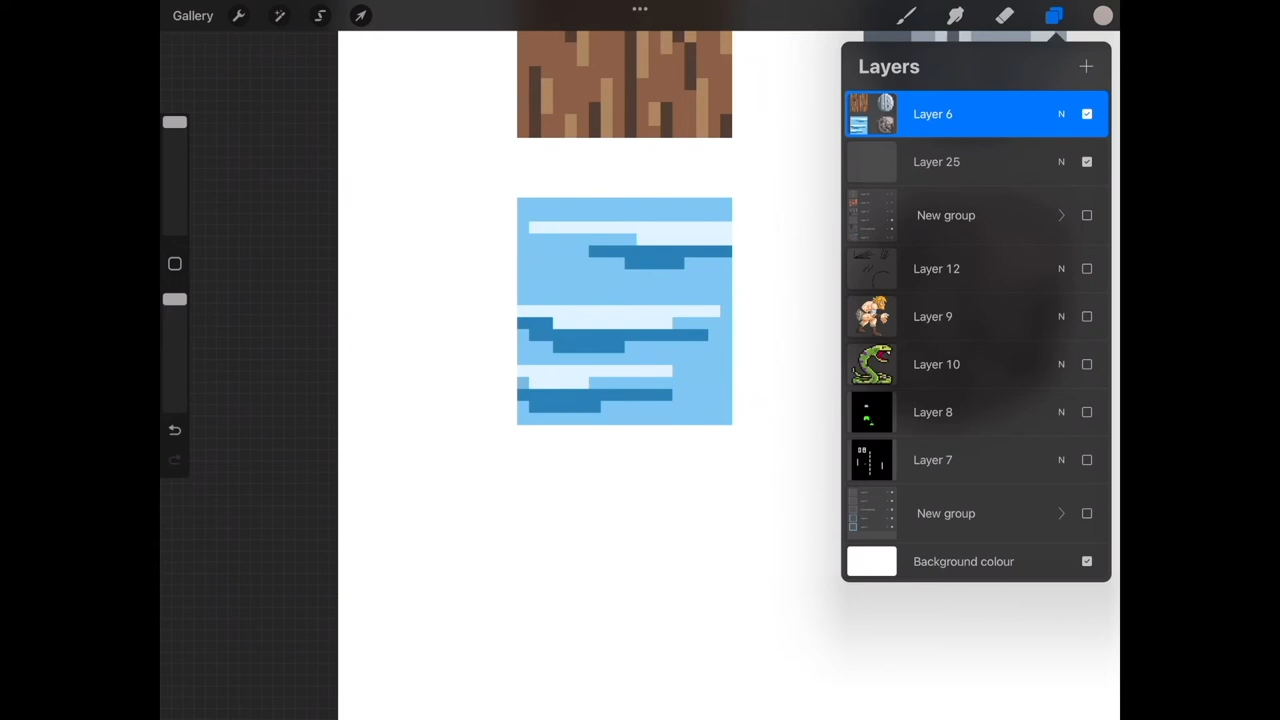 Gallery
Layers
Layer 6 N
Layer 25 N
New group
Layer 12 N
Layer 9 N
Layer 10 N
Layer 8 N
Layer 7 N
New group
Background colour